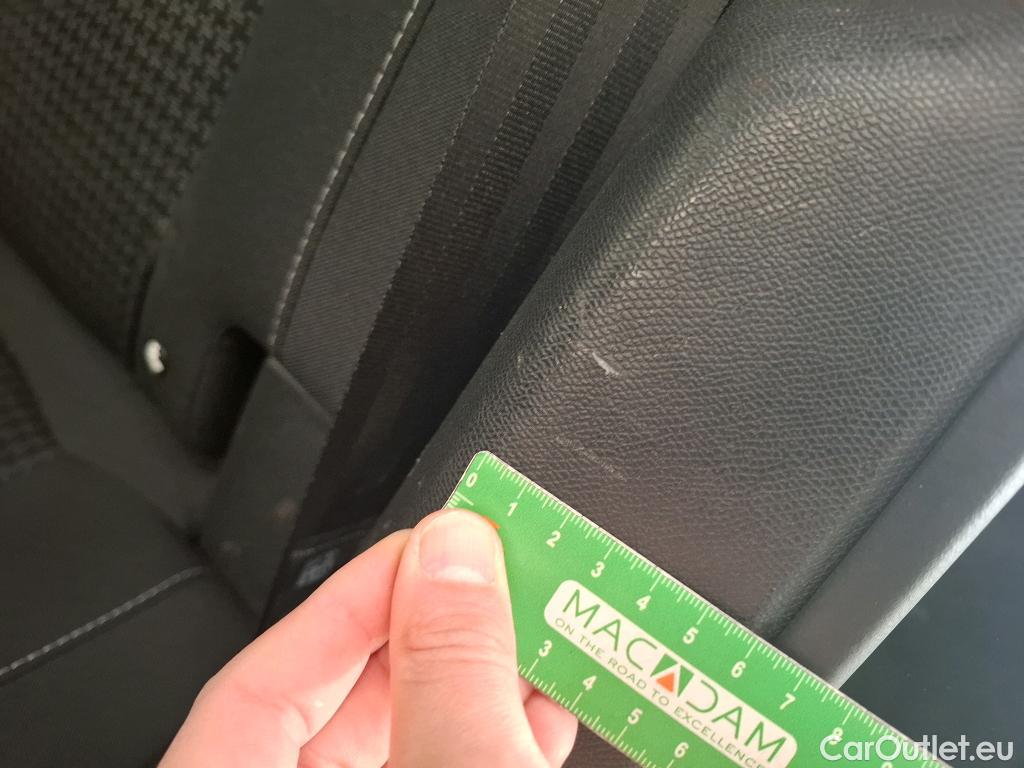 0 1 2 3 4 5 6 7 8
MACADAM
ON THE ROAD TO EXCELLENCE
3 4 5 6
CarOutlet.eu